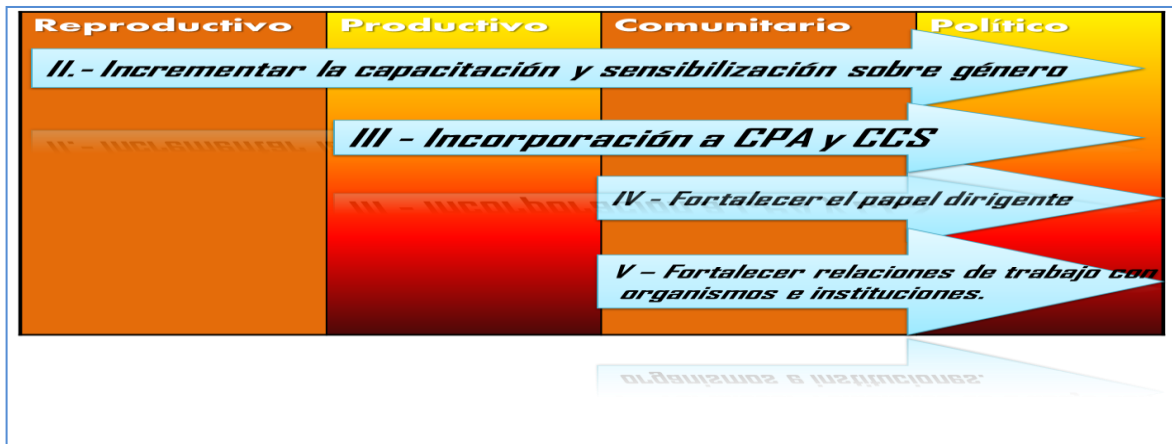 Reproductivo Productivo Comunitario Político
II.- Incrementar la capacitación y sensibilización sobre género
III - Incorporación a CPA y CCS
IV - Fortalecer el papel dirigente
V – Fortalecer relaciones de trabajo con
organismos e instituciones.